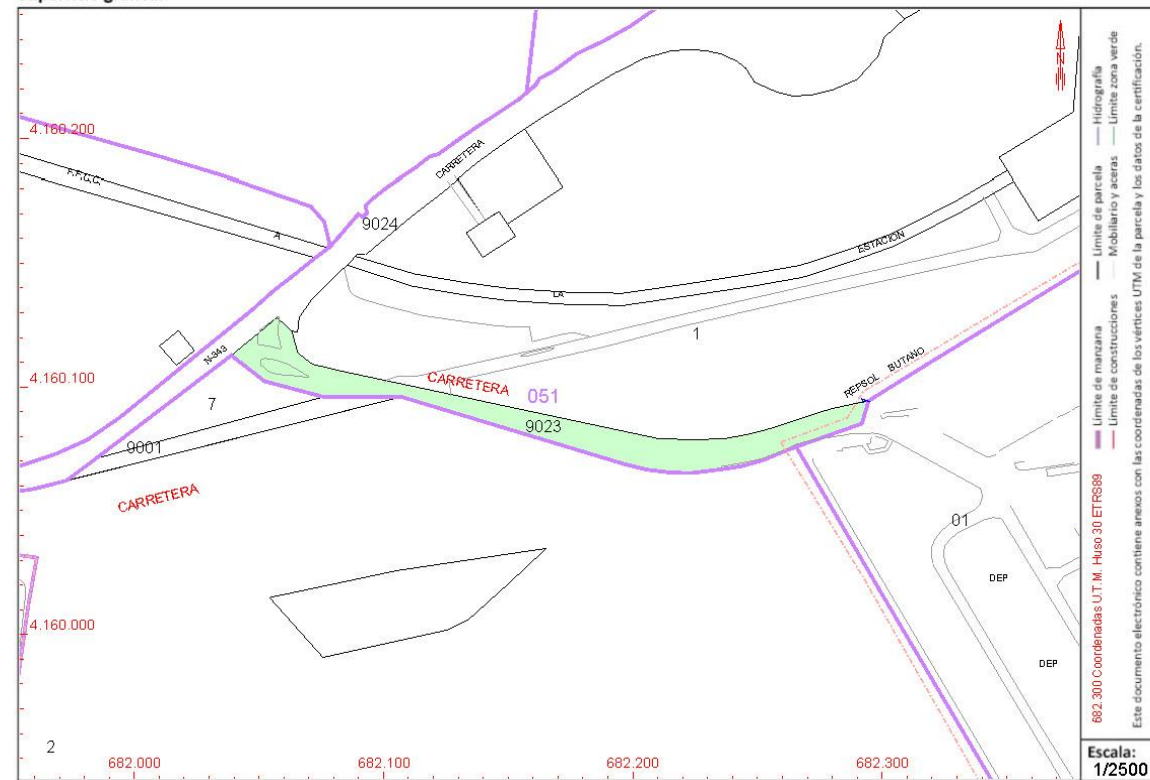 CARRETERA
4.160.200
F.F.C.C.
9024
A
ESTACION
LA
1
N-343
REPSOL BUTANO
4.160.100
CARRETERA
051
A
7
9023
9001
CARRETERA
01
DEP
4.160.000
DEP
2
682.000
682.100
682.200
682.300
682.300 Coordenadas U.T.M. Huso 30 ETRS89
Límite de manzana
Límite de parcela
Hidrografía
Límite de construcciones
Mobiliario y aceras
Límite zona verde
Este documento electrónico contiene anexos con las coordenadas de los vértices UTM de la parcela y los datos de la certificación.
Escala:
1/2500